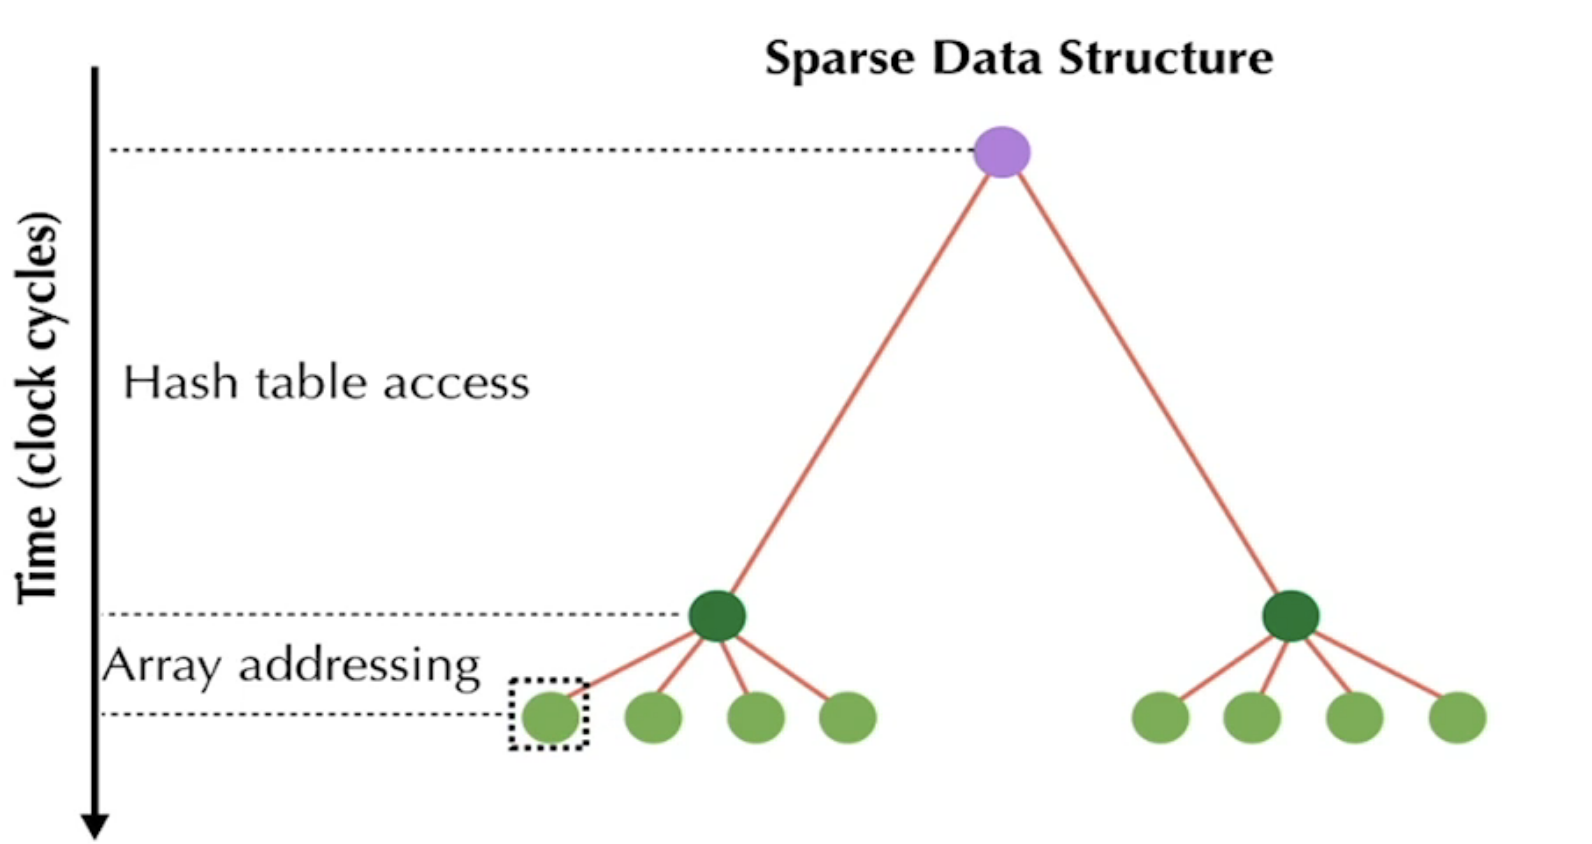 Sparse Data Structure
Time (clock cycles)
Hash table access
Array addressing